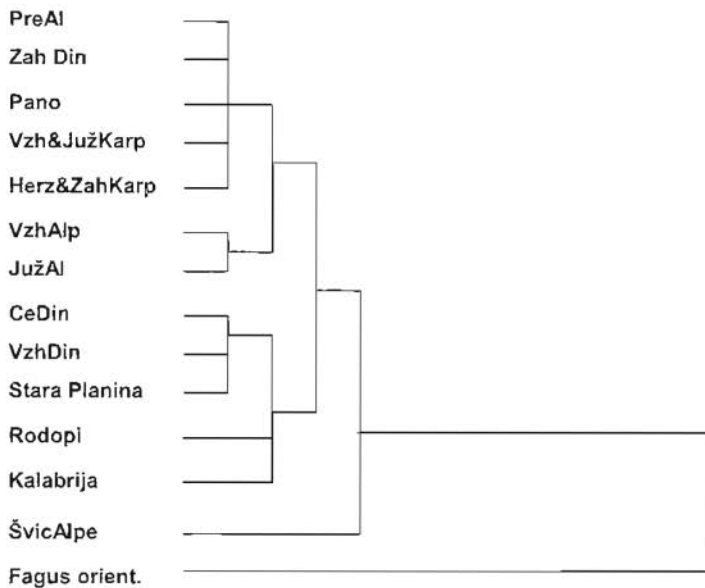 PreAl
Zah Din
Pano
Vzh&JužKarp
Herz&ZahKarp
VzhAlp
JužAl
CeDin
VzhDin
Stara Planina
Rodopi
Kalabrija
ŠvicAlpe
Fagus orient.